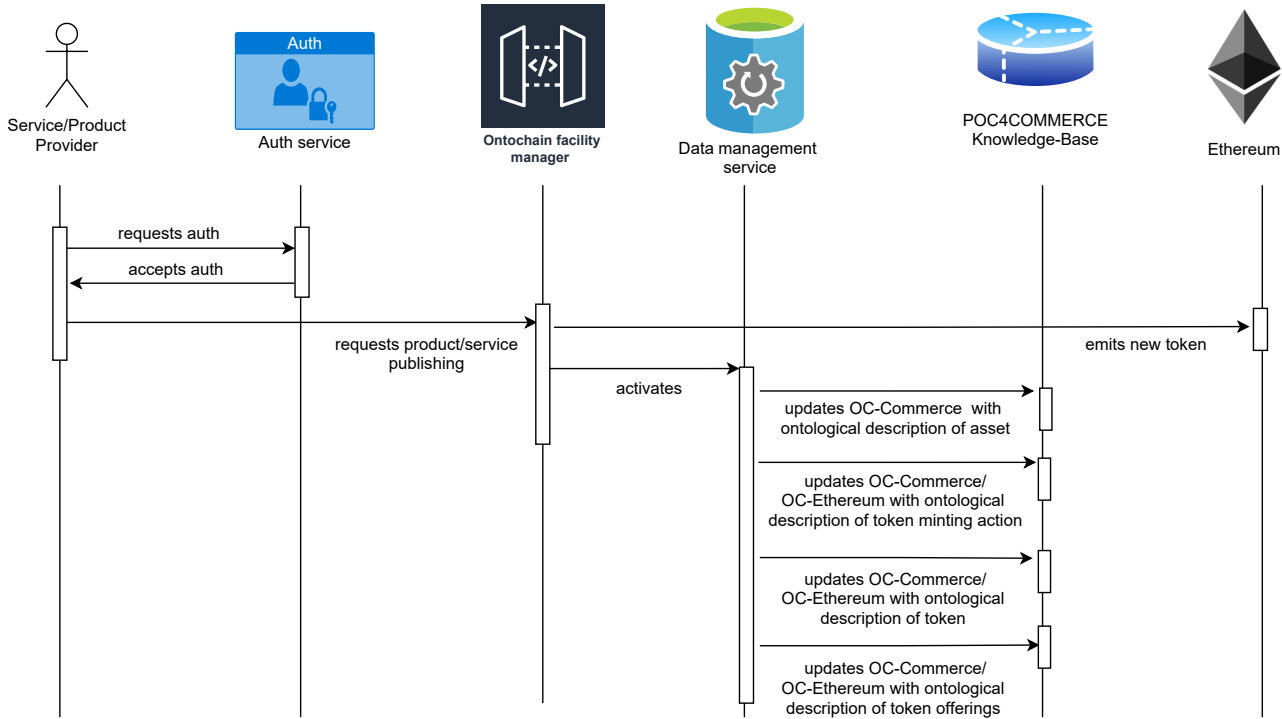 Service/Product
Provider
Auth
Auth service
</>
Ontochain facility
manager
Data management
service
POC4COMMERCE
Knowledge-Base
Ethereum
requests auth
accepts auth
requests product/service
publishing
emits new token
activates
updates OC-Commerce with
ontological description of asset
updates OC-Commerce/
OC-Ethereum with ontological
description of token minting action
updates OC-Commerce/
OC-Ethereum with ontological
description of token
updates OC-Commerce/
OC-Ethereum with ontological
description of token offerings